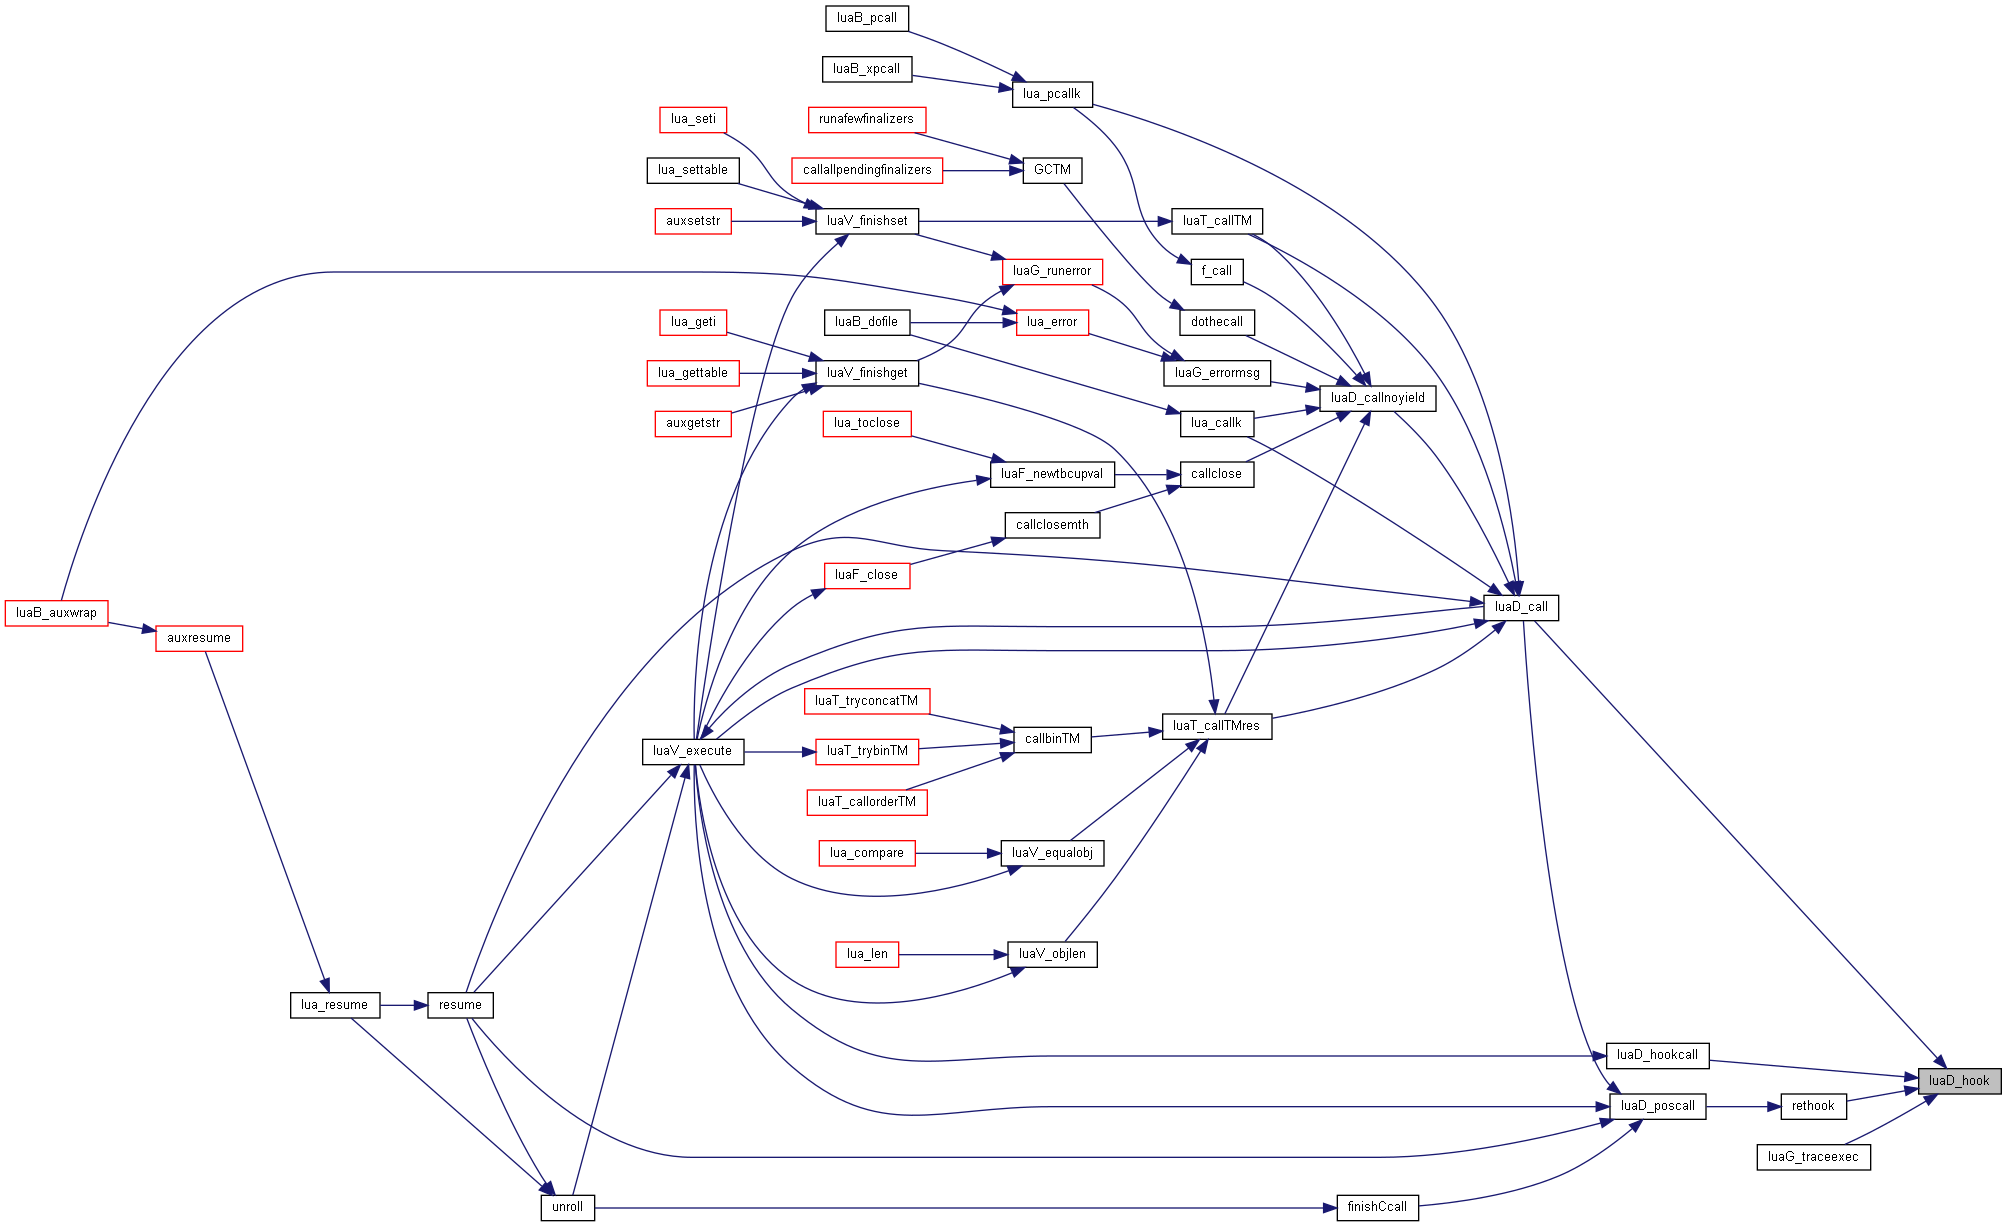 luaB_pcall
luaB_xpcall
lua_pcallk
lua_seti
runafewfinalizers
lua_settable
callallpendingfinalizers
GCTM
auxsetstr
luaV_finishset
luaT_callTM
luaG_runerror
f_call
lua_geti
luaB_dofile
lua_error
dothecall
lua_gettable
luaV_finishget
luaG_errormsg
luaD_callnoyield
auxgetstr
lua_toclose
lua_callk
luaF_newtbcupval
callclose
callclosemth
luaF_close
luaB_auxwrap
auxresume
luaD_call
luaT_tryconcatTM
luaT_callTMres
luaV_execute
luaT_trybinTM
callbinTM
luaT_callorderTM
lua_compare
luaV_equalobj
lua_len
luaV_objlen
lua_resume
resume
luaD_hookcall
luaD_hook
luaD_poscall
rethook
luaG_traceexec
unroll
finishCcall